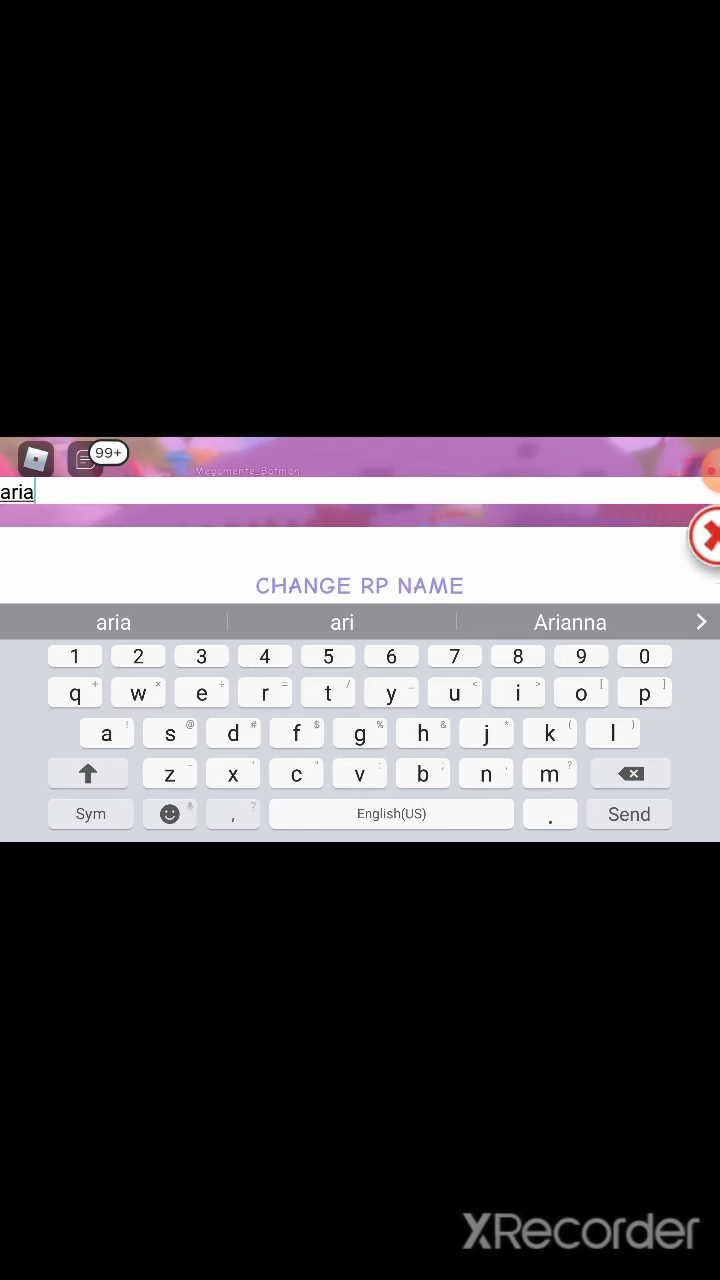 99+
Megamente_Batman
aria
CHANGE RP NAME
aria ari Arianna >
1 2 3 4 5 6 7 8 9 0
q + w × e ÷ r = t / y _ u < i > o [ p ]
a ! s @ d # f $ g % h & j * k ( l )
z - x ' c " v : b ; n , m ?
Sym , ? English(US) . Send
XRecorder